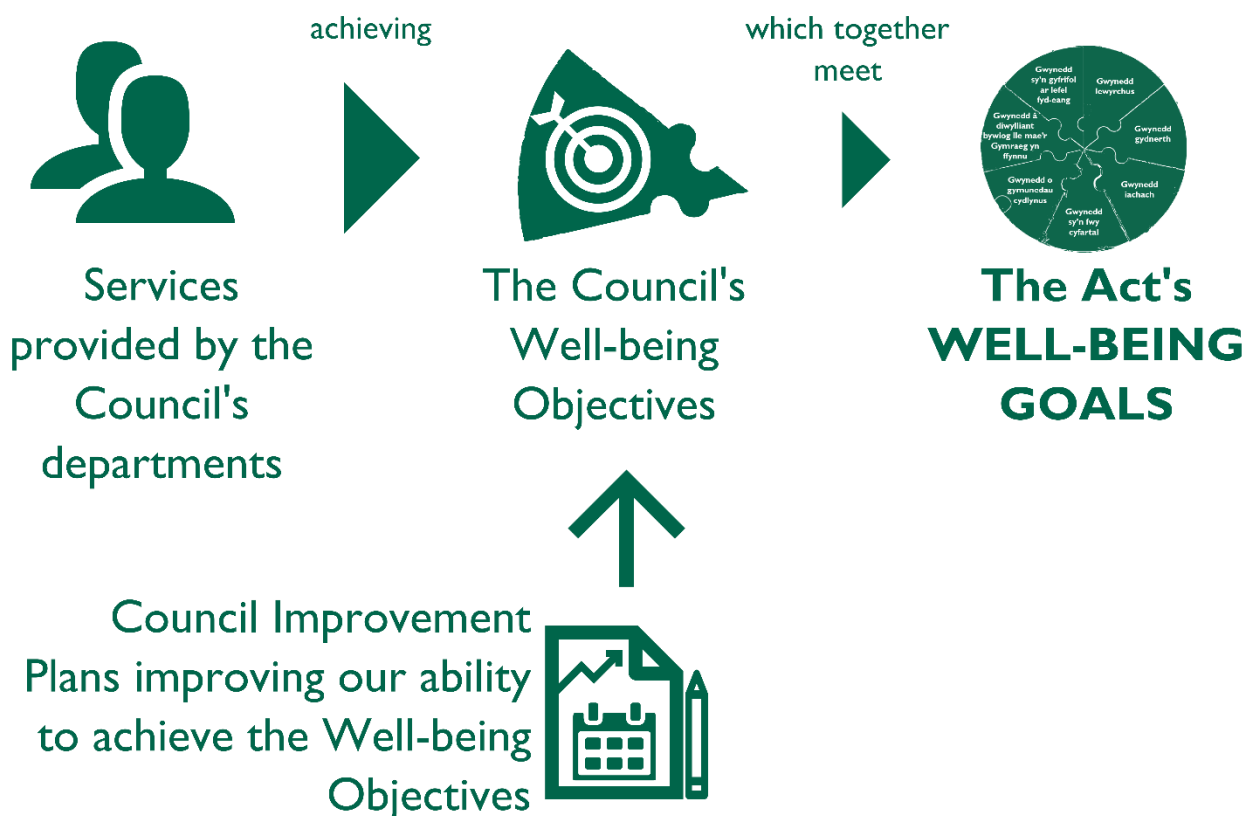 achieving
which together
meet
Services
provided by the
Council's
departments
The Council's
Well-being
Objectives
Gwynedd
sy'n gyfrifol
ar lefel
fyd-eang
Gwynedd
lewyrchus
Gwynedd
gydnerth
Gwynedd
iachach
Gwynedd
sy'n fwy
cyfartal
Gwynedd o
gymunedau
cydlynus
Gwynedd â
diwylliant
bywiog lle mae'r
Gymraeg yn
ffynnu
The Act's
WELL-BEING
GOALS
Council Improvement
Plans improving our ability
to achieve the Well-being
Objectives